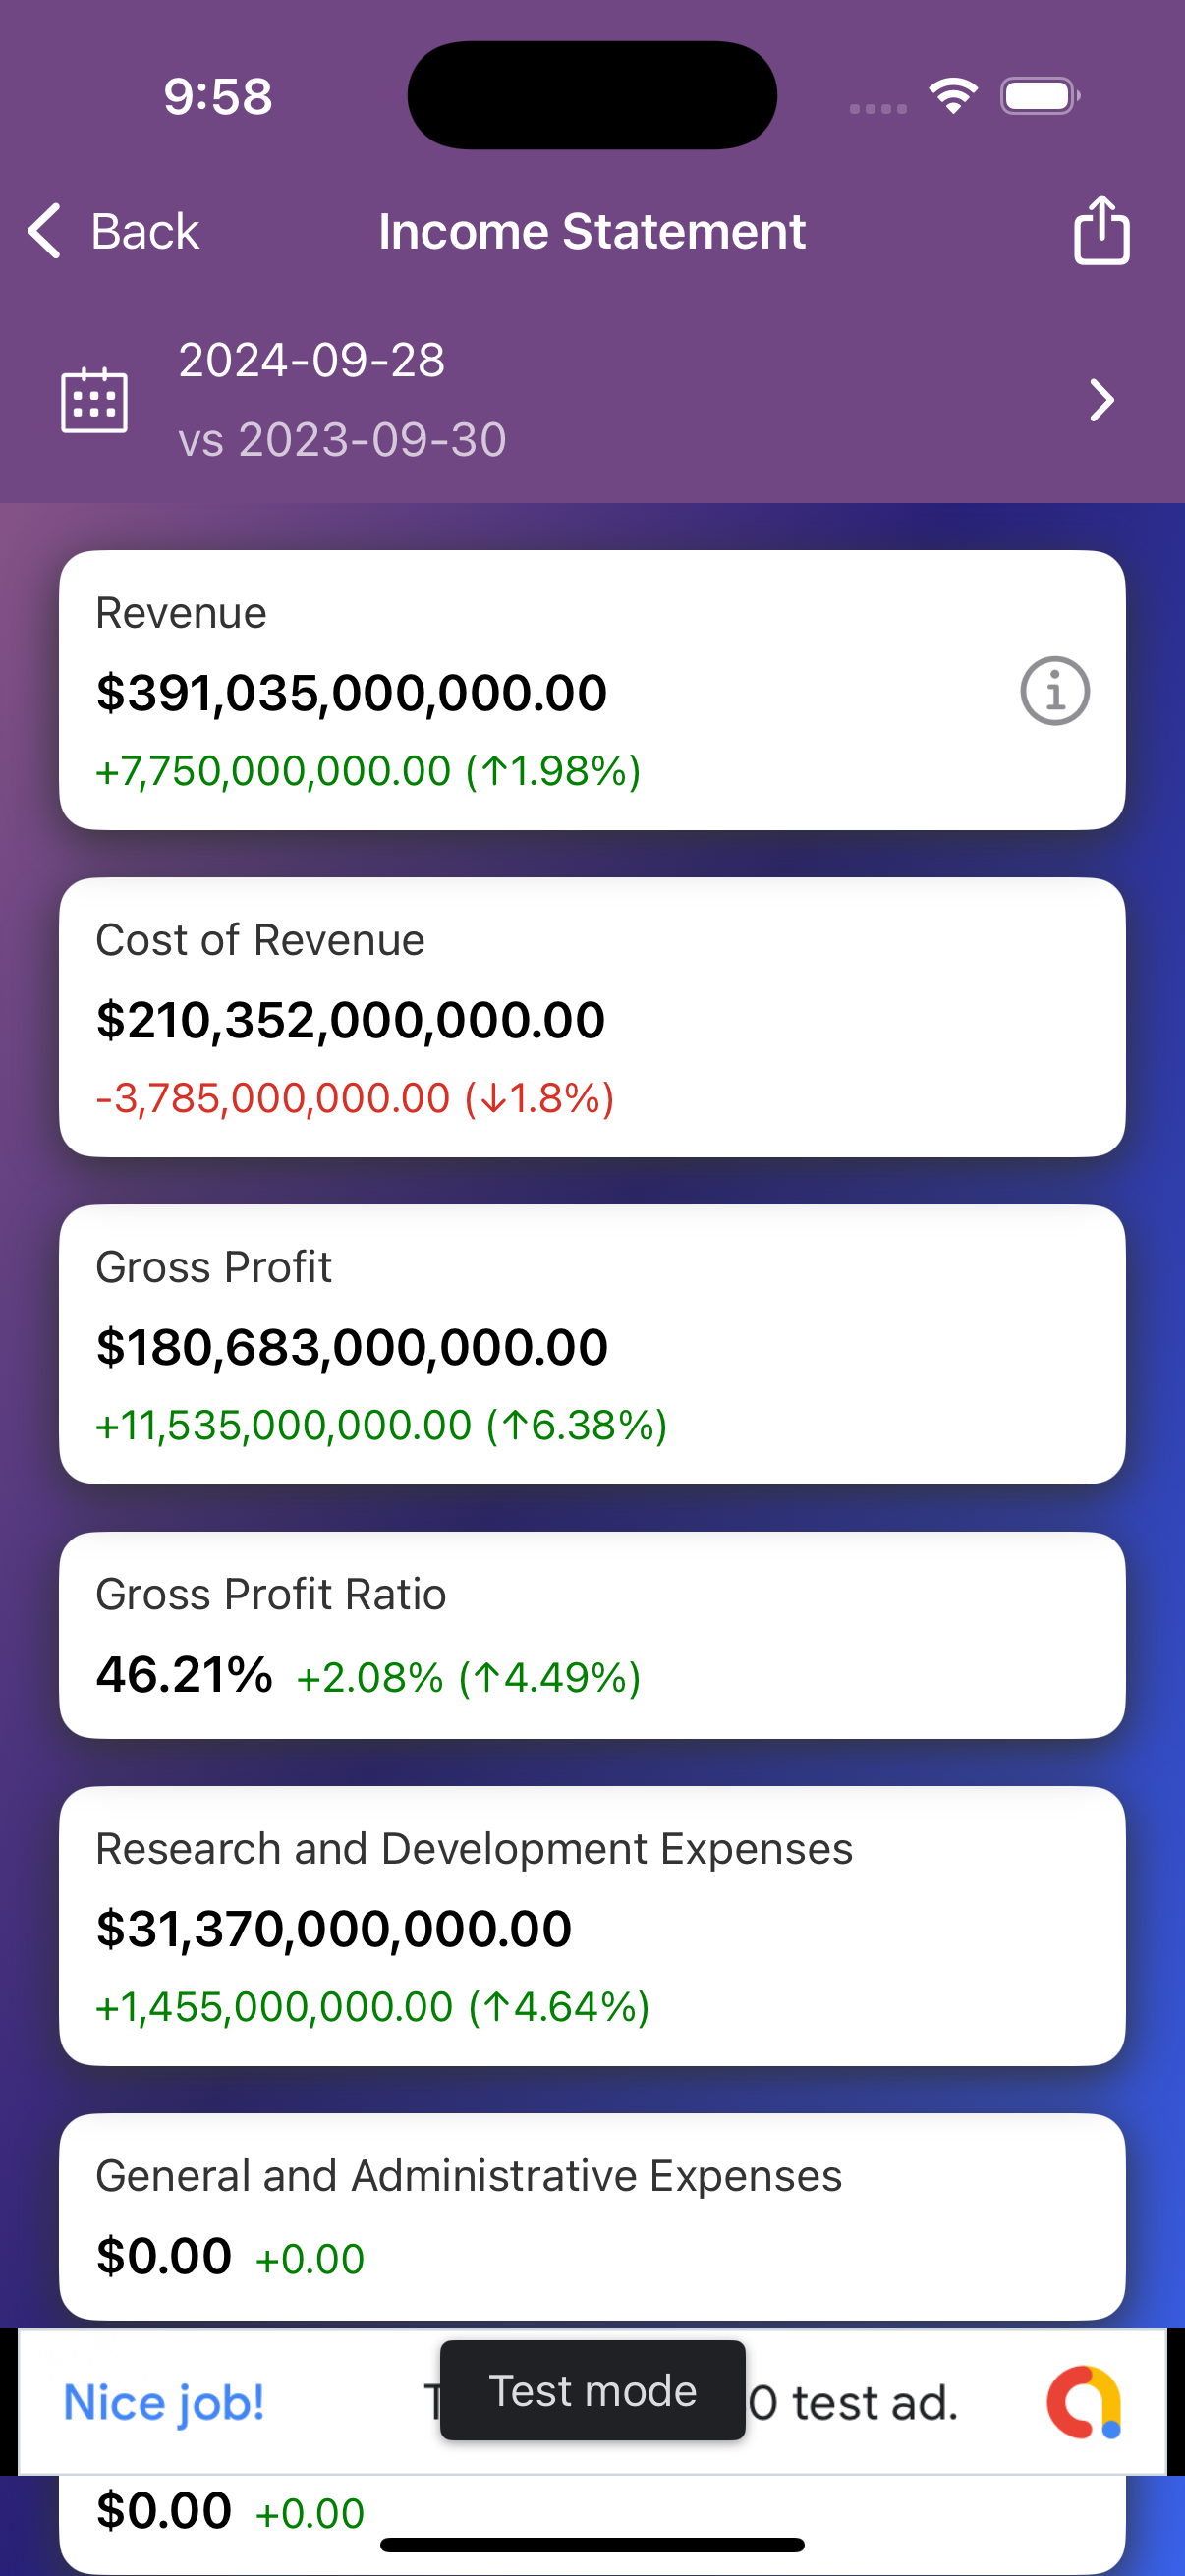 9:58
Back
Income Statement
2024-09-28
vs 2023-09-30
Revenue
$391,035,000,000.00
+7,750,000,000.00 (↑1.98%)
Cost of Revenue
$210,352,000,000.00
-3,785,000,000.00 (↓1.8%)
Gross Profit
$180,683,000,000.00
+11,535,000,000.00 (↑6.38%)
Gross Profit Ratio
46.21% +2.08% (↑4.49%)
Research and Development Expenses
$31,370,000,000.00
+1,455,000,000.00 (↑4.64%)
General and Administrative Expenses
$0.00 +0.00
Nice job! Test mode 0 test ad.
$0.00 +0.00